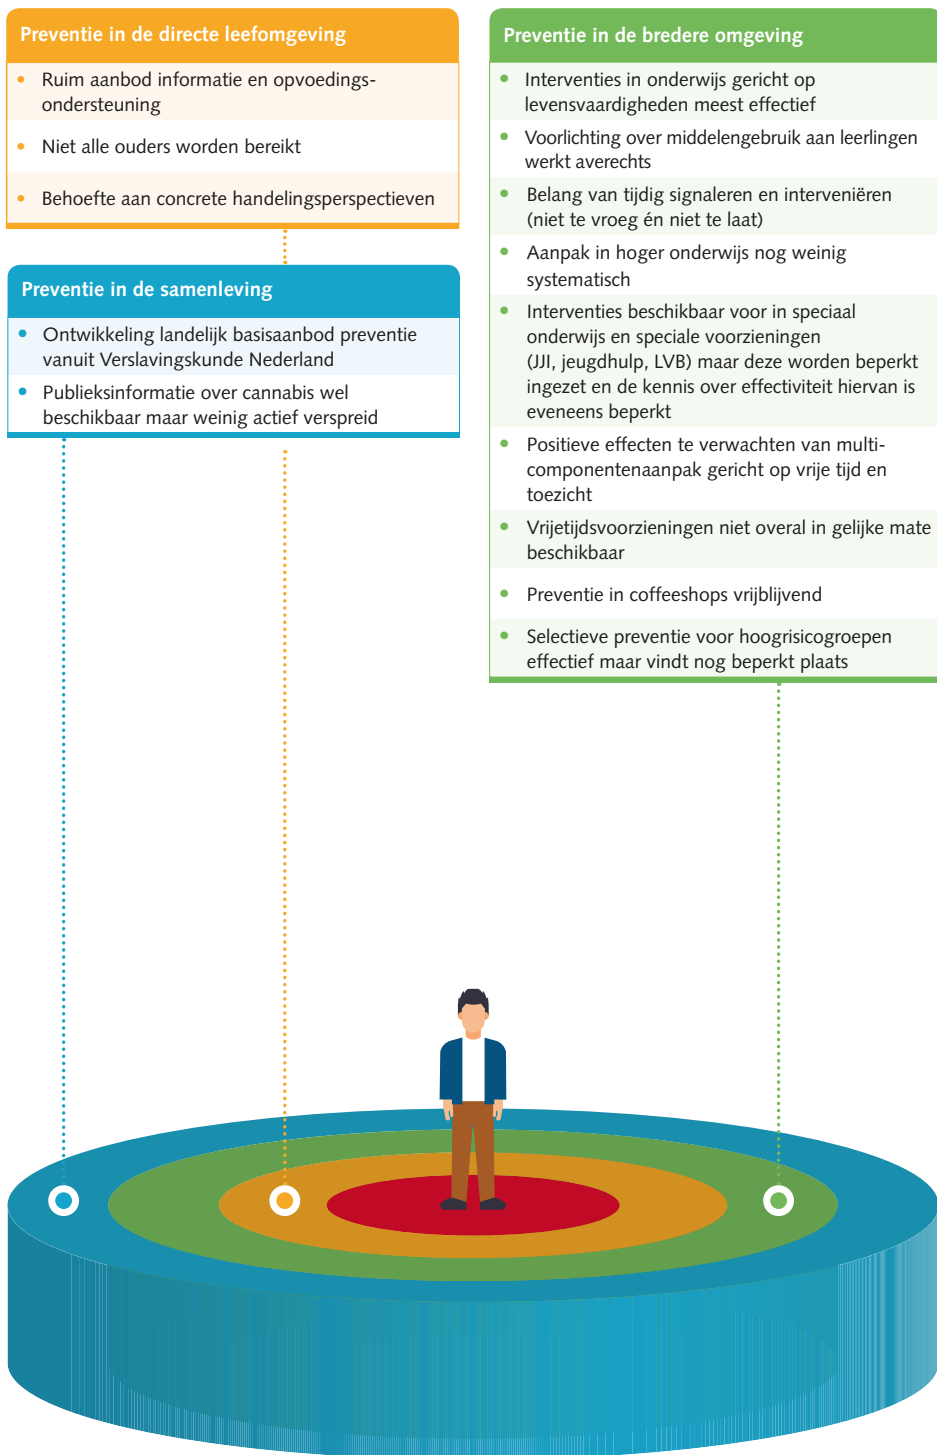 Preventie in de directe leefomgeving
Ruim aanbod informatie en opvoedings-
ondersteuning
Niet alle ouders worden bereikt
Behoefte aan concrete handelingsperspectieven
Preventie in de samenleving
Ontwikkeling landelijk basisaanbod preventie
vanuit Verslavingskunde Nederland
Publieksinformatie over cannabis wel
beschikbaar maar weinig actief verspreid
Preventie in de bredere omgeving
Interventies in onderwijs gericht op
levensvaardigheden meest effectief
Voorlichting over middelengebruik aan leerlingen
werkt averechts
Belang van tijdig signaleren en interveniëren
(niet te vroeg én niet te laat)
Aanpak in hoger onderwijs nog weinig
systematisch
Interventies beschikbaar voor in speciaal
onderwijs en speciale voorzieningen
(JJI, jeugdhulp, LVB) maar deze worden beperkt
ingezet en de kennis over effectiviteit hiervan is
eveneens beperkt
Positieve effecten te verwachten van multi-
componentenaanpak gericht op vrije tijd en
toezicht
Vrijetijdsvoorzieningen niet overal in gelijke mate
beschikbaar
Preventie in coffeeshops vrijblijvend
Selectieve preventie voor hoogrisicogroepen
effectief maar vindt nog beperkt plaats